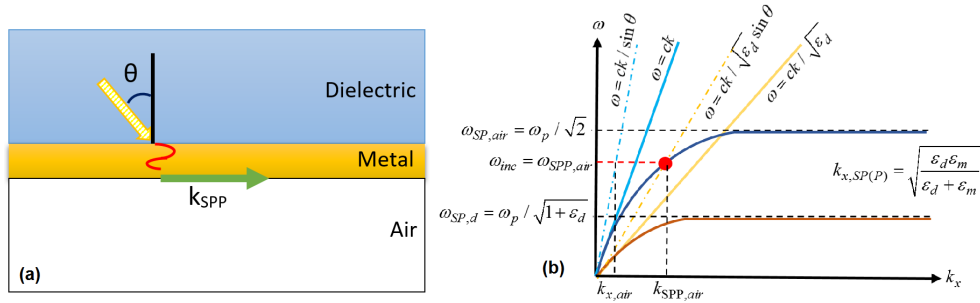 θ
Dielectric
Metal
k_SPP
Air
(a)
ω
ω = ck / sin θ
ω = ck
ω = ck / √ε_d sin θ
ω = ck / √ε_d
ω_SP,air = ω_p / √2
ω_inc = ω_SPP,air
k_x,SP(P) = √(ε_d ε_m / ε_d + ε_m)
ω_SP,d = ω_p / √(1 + ε_d)
(b)
k_x,air
k_SPP,air
k_x